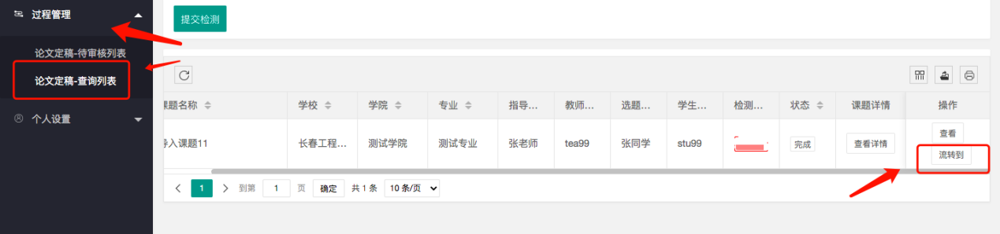 过程管理
论文定稿-待审核列表
论文定稿-查询列表
个人设置
提交检测
课题名称 学校 学院 专业 指导... 教师... 选题... 学生... 检测... 状态 课题详情 操作
导入课题11 长春工程... 测试学院 测试专业 张老师 tea99 张同学 stu99 完成 查看详情 查看
流转到
1 到第 1 页 确定 共 1 条 10 条/页